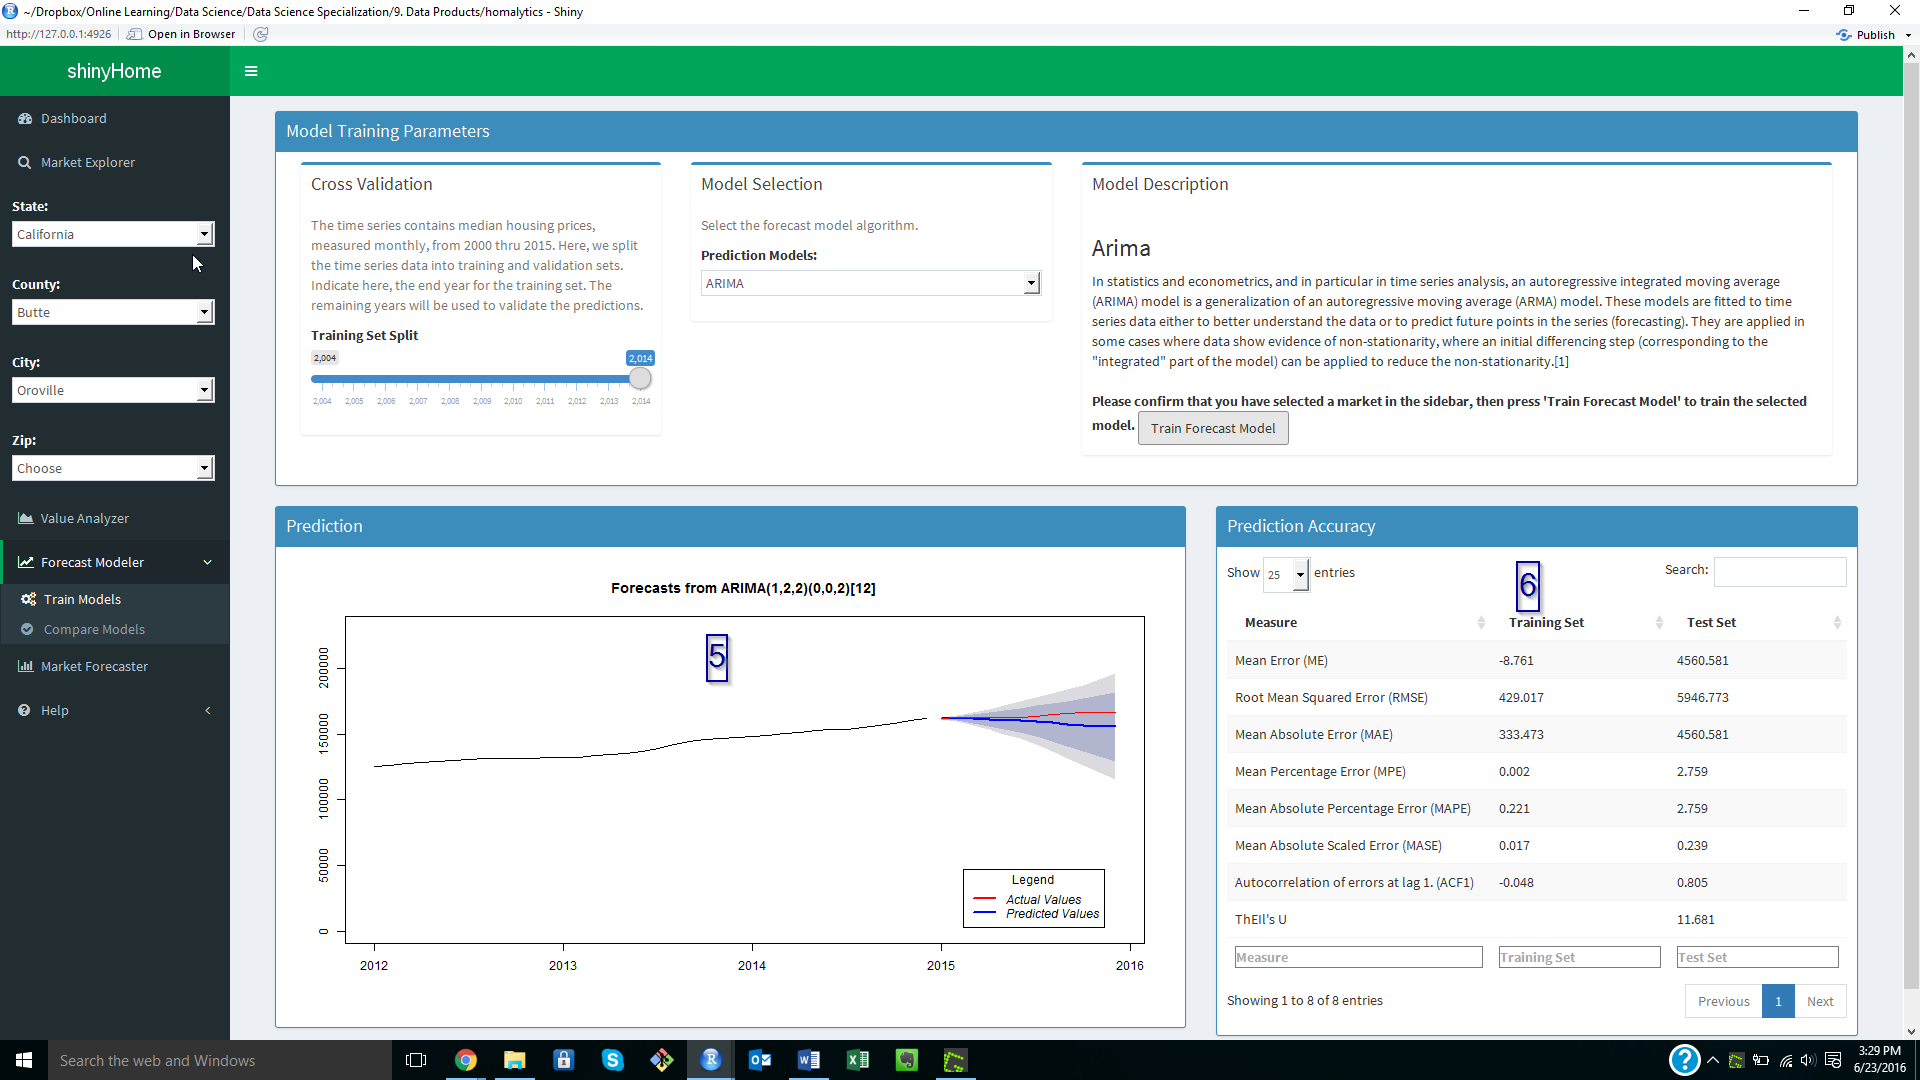 ~/Dropbox/Online Learning/Data Science/Data Science Specialization/9. Data Products/homalytics - Shiny
http://127.0.0.1:4926
Open in Browser
Publish
shinyHome
Dashboard
Market Explorer
State:
California
County:
Butte
City:
Oroville
Zip:
Choose
Value Analyzer
Forecast Modeler
Train Models
Compare Models
Market Forecaster
Help
Model Training Parameters
Cross Validation
The time series contains median housing prices,
measured monthly, from 2000 thru 2015. Here, we split
the time series data into training and validation sets.
Indicate here, the end year for the training set. The
remaining years will be used to validate the predictions.
Training Set Split
2,004 2,014
2,004 2,005 2,006 2,007 2,008 2,009 2,010 2,011 2,012 2,013 2,014
Model Selection
Select the forecast model algorithm.
Prediction Models:
ARIMA
Model Description
Arima
In statistics and econometrics, and in particular in time series analysis, an autoregressive integrated moving average
(ARIMA) model is a generalization of an autoregressive moving average (ARMA) model. These models are fitted to time
series data either to better understand the data or to predict future points in the series (forecasting). They are applied in
some cases where data show evidence of non-stationarity, where an initial differencing step (corresponding to the
"integrated" part of the model) can be applied to reduce the non-stationarity.[1]
Please confirm that you have selected a market in the sidebar, then press 'Train Forecast Model' to train the selected
model. Train Forecast Model
Prediction
Forecasts from ARIMA(1,2,2)(0,0,2)[12]
5
200000
150000
100000
50000
0
Legend
Actual Values
Predicted Values
2012 2013 2014 2015 2016
Prediction Accuracy
Show 25 entries
6
Search:
Measure Training Set Test Set
Mean Error (ME) -8.761 4560.581
Root Mean Squared Error (RMSE) 429.017 5946.773
Mean Absolute Error (MAE) 333.473 4560.581
Mean Percentage Error (MPE) 0.002 2.759
Mean Absolute Percentage Error (MAPE) 0.221 2.759
Mean Absolute Scaled Error (MASE) 0.017 0.239
Autocorrelation of errors at lag 1. (ACF1) -0.048 0.805
ThEIl's U 11.681
Measure Training Set Test Set
Showing 1 to 8 of 8 entries
Previous 1 Next
Search the web and Windows
3:29 PM
6/23/2016